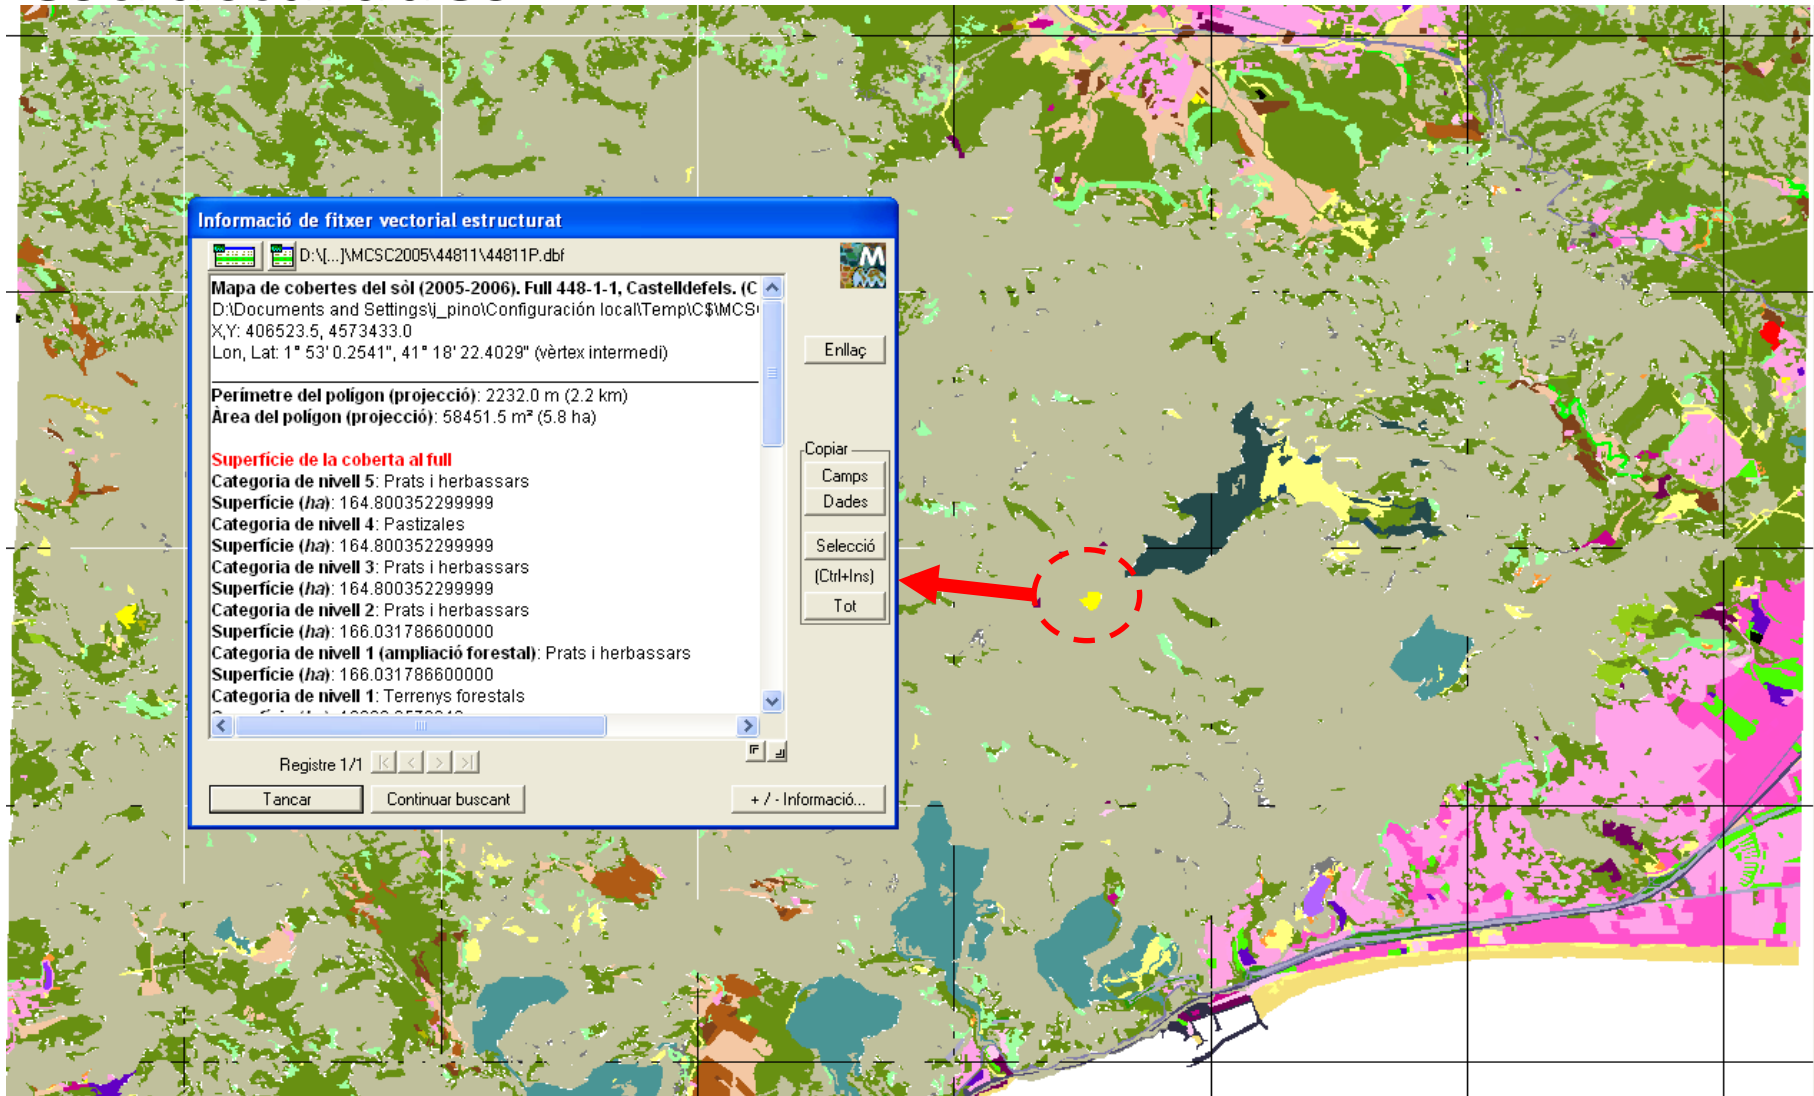 Informació de fitxer vectorial estructurat
D:\[...]\MCSC2005\44811\44811P.dbf
Mapa de cobertes del sòl (2005-2006). Full 448-1-1, Castelldefels. (C
D:\Documents and Settings\j_pino\Configuración local\Temp\C$\MCS
X,Y: 406523.5, 4573433.0
Lon, Lat: 1° 53' 0.2541", 41° 18' 22.4029" (vèrtex intermedi)
Perímetre del polígon (projecció): 2232.0 m (2.2 km)
Àrea del polígon (projecció): 58451.5 m² (5.8 ha)
Superfície de la coberta al full
Categoria de nivell 5: Prats i herbassars
Superfície (ha): 164.800352299999
Categoria de nivell 4: Pastizales
Superfície (ha): 164.800352299999
Categoria de nivell 3: Prats i herbassars
Superfície (ha): 164.800352299999
Categoria de nivell 2: Prats i herbassars
Superfície (ha): 166.031786600000
Categoria de nivell 1 (ampliació forestal): Prats i herbassars
Superfície (ha): 166.031786600000
Categoria de nivell 1: Terrenys forestals
M
Enllaç
Copiar
Camps
Dades
Selecció
(Ctrl+Ins)
Tot
Registre 1/1
Tancar
Continuar buscant
+ / - Informació...